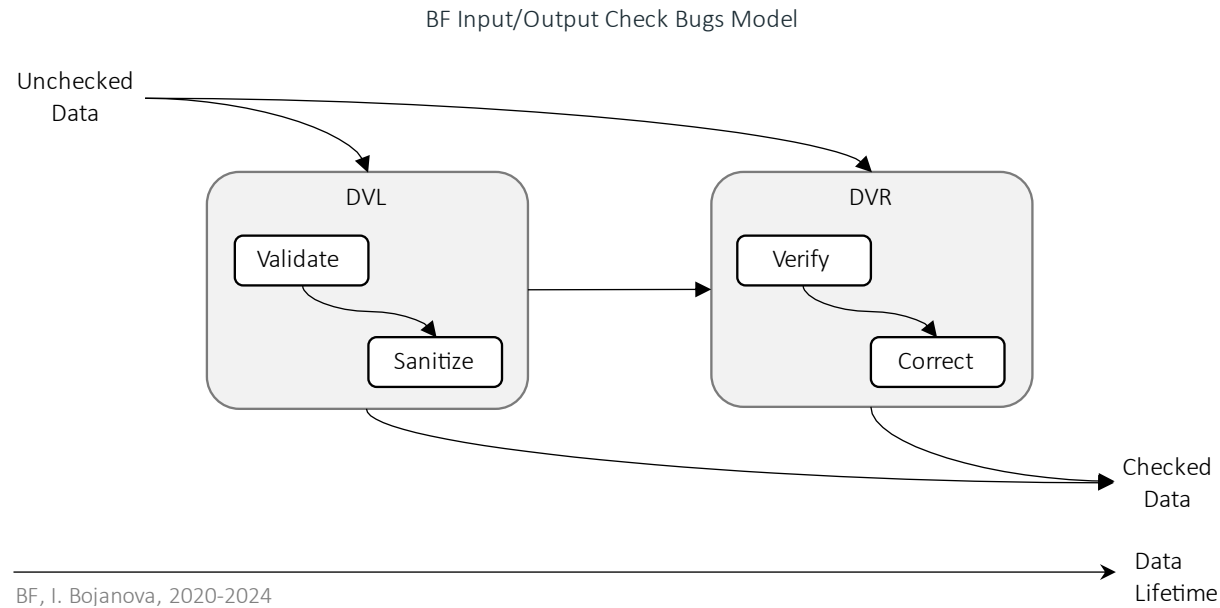 BF Input/Output Check Bugs Model
Unchecked
Data
DVL
DVR
Validate
Verify
Sanitize
Correct
Checked
Data
Data
Lifetime
BF, I. Bojanova, 2020-2024